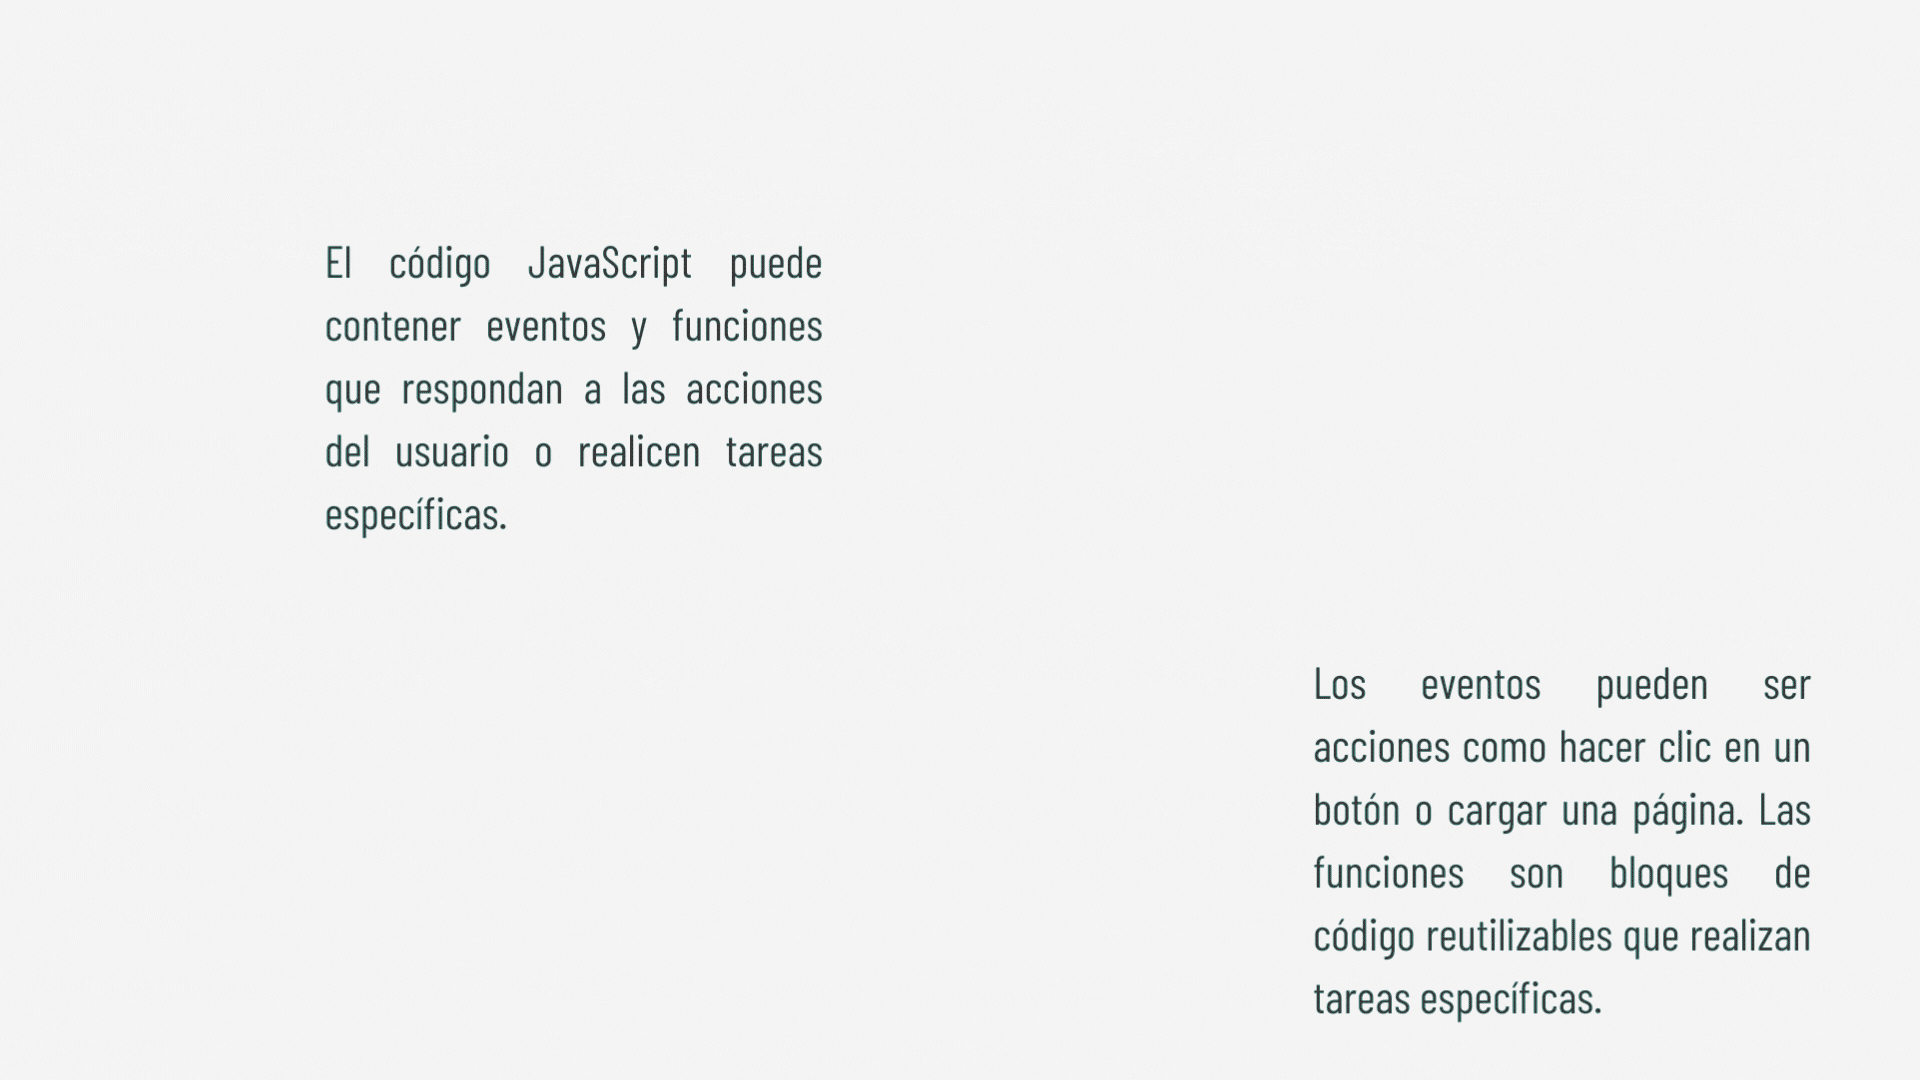 El código JavaScript puede
contener eventos y funciones
que respondan a las acciones
del usuario o realicen tareas
específicas.
Los eventos pueden ser
acciones como hacer clic en un
botón o cargar una página. Las
funciones son bloques de
código reutilizables que realizan
tareas específicas.